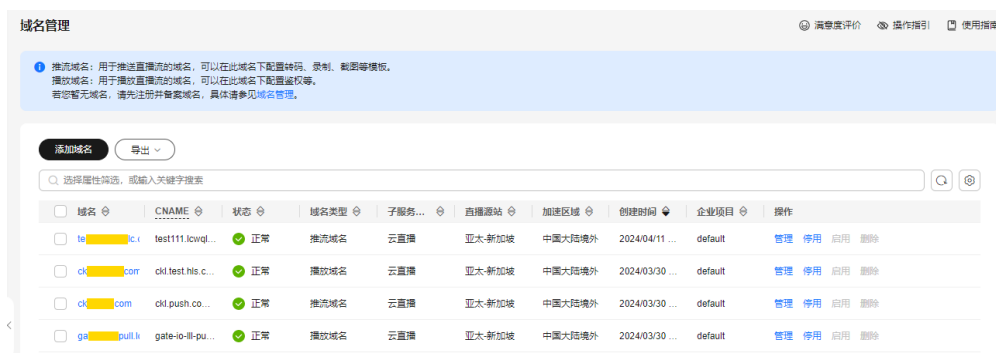 域名管理 满意度评价 操作指引 使用指南
推流域名：用于推送直播流的域名，可以在此域名下配置转码、录制、截图等模板。
播放域名：用于播放直播流的域名，可以在此域名下配置鉴权等。
若您暂无域名，请先注册并备案域名，具体请参见域名管理。
添加域名 导出
选择属性筛选，或输入关键字搜索
域名 CNAME 状态 域名类型 子服务... 直播源站 加速区域 创建时间 企业项目 操作
te lc.c test111.lcwql... 正常 推流域名 云直播 亚太-新加坡 中国大陆境外 2024/04/11 ... default 管理 停用 启用 删除
ck com ckl.test.hls.c... 正常 播放域名 云直播 亚太-新加坡 中国大陆境外 2024/03/30 ... default 管理 停用 启用 删除
ck com ckl.push.co... 正常 推流域名 云直播 亚太-新加坡 中国大陆境外 2024/03/30 ... default 管理 停用 启用 删除
ga pull.lc gate-io-lll-pu... 正常 播放域名 云直播 亚太-新加坡 中国大陆境外 2024/03/30 ... default 管理 停用 启用 删除